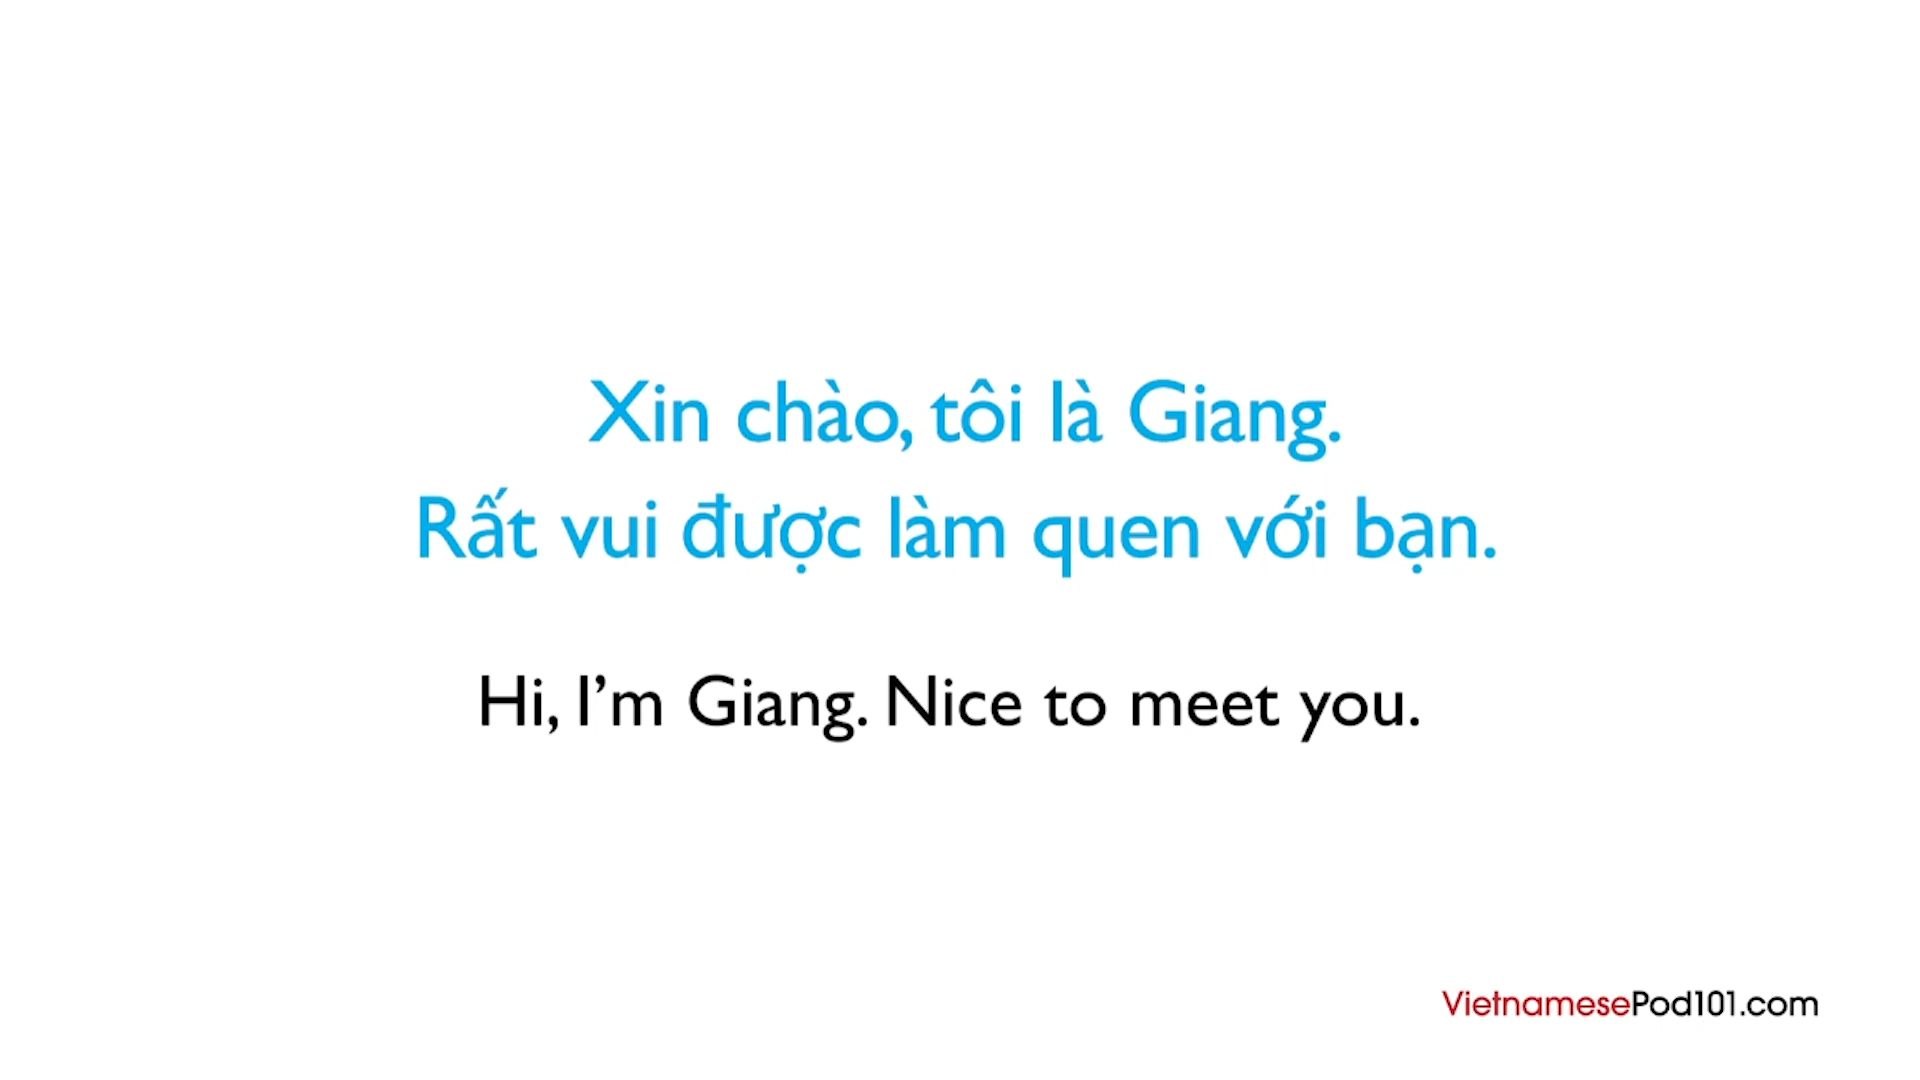 Xin chào, tôi là Giang.
Rất vui được làm quen với bạn.
Hi, I’m Giang. Nice to meet you.
VietnamesePod101.com